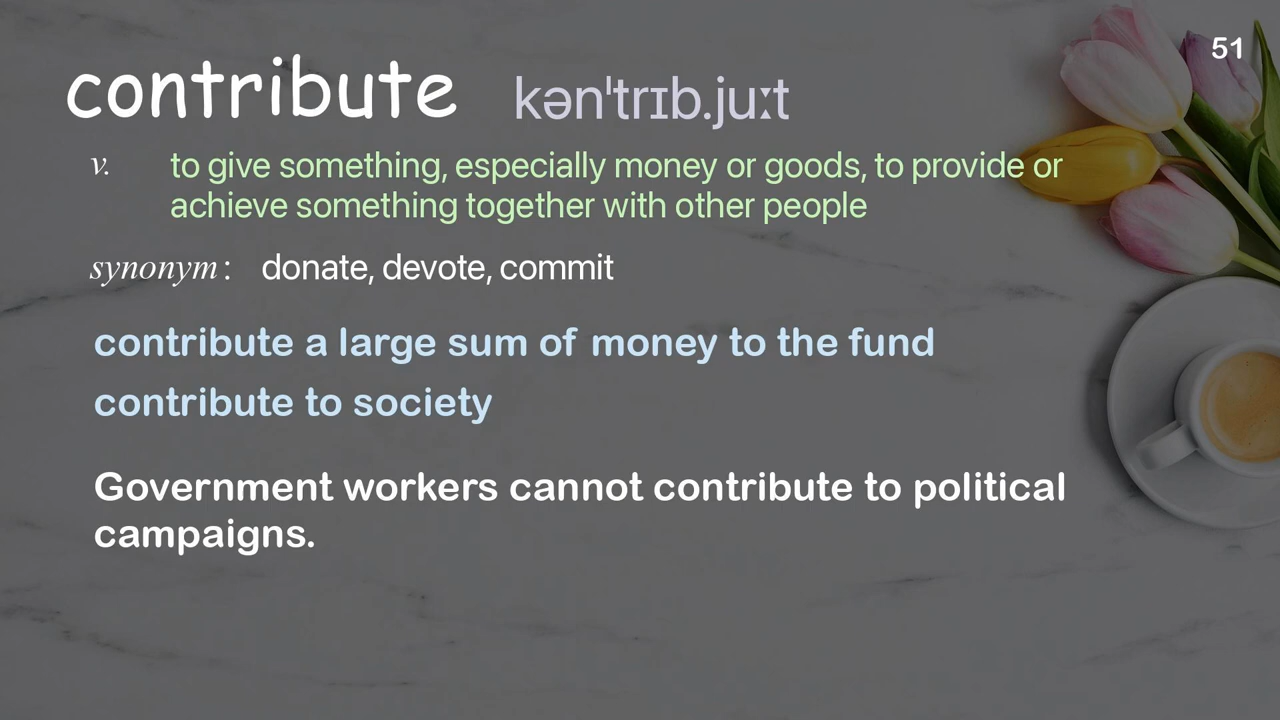 51
contribute kən'trɪb.juːt
v. to give something, especially money or goods, to provide or
achieve something together with other people
synonym : donate, devote, commit
contribute a large sum of money to the fund
contribute to society
Government workers cannot contribute to political
campaigns.